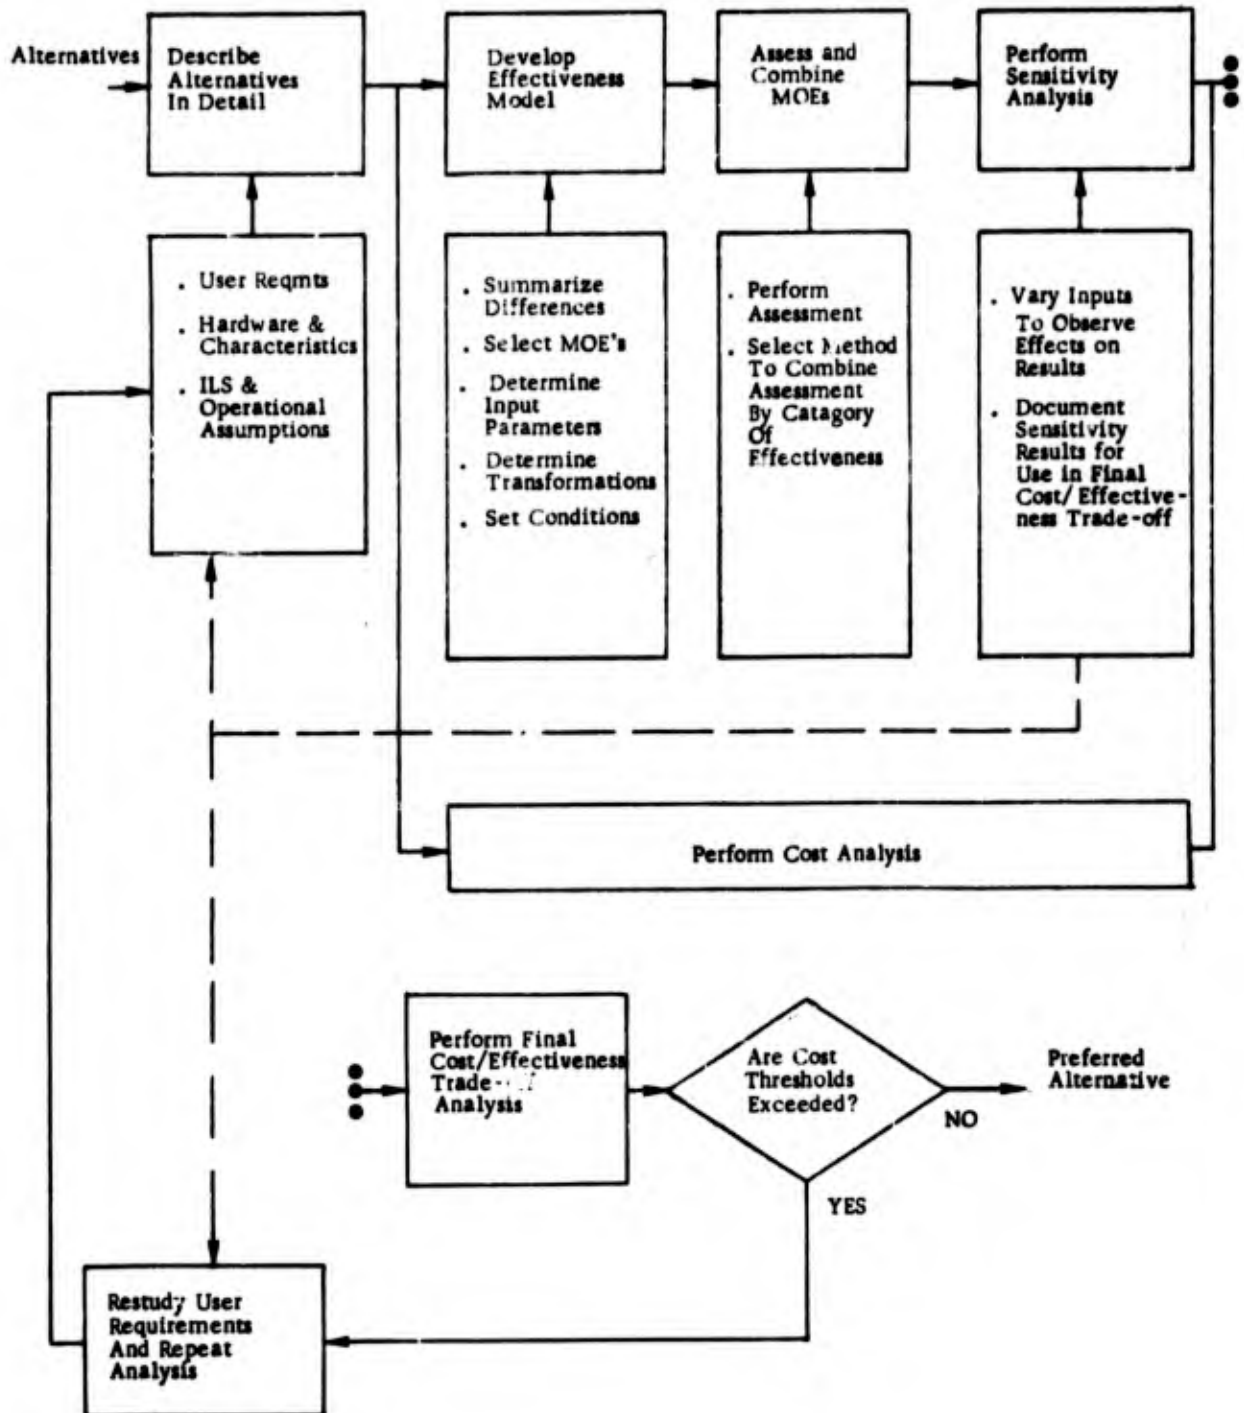 Alternatives
Describe
Alternatives
In Detail
Develop
Effectiveness
Model
Assess and
Combine
MOEs
Perform
Sensitivity
Analysis
. User Reqmts
. Hardware &
Characteristics
. ILS &
Operational
Assumptions
. Summarize
Differences
. Select MOE's
. Determine
Input
Parameters
. Determine
Transformations
. Set Conditions
. Perform
Assessment
. Select Method
To Combine
Assessment
By Catagory
Of
Effectiveness
. Vary Inputs
To Observe
Effects on
Results
. Document
Sensitivity
Results for
Use in Final
Cost/Effective-
ness Trade-off
Perform Cost Analysis
Perform Final
Cost/Effectiveness
Trade-off
Analysis
Are Cost
Thresholds
Exceeded?
Preferred
Alternative
NO
YES
Restudy User
Requirements
And Repeat
Analysis